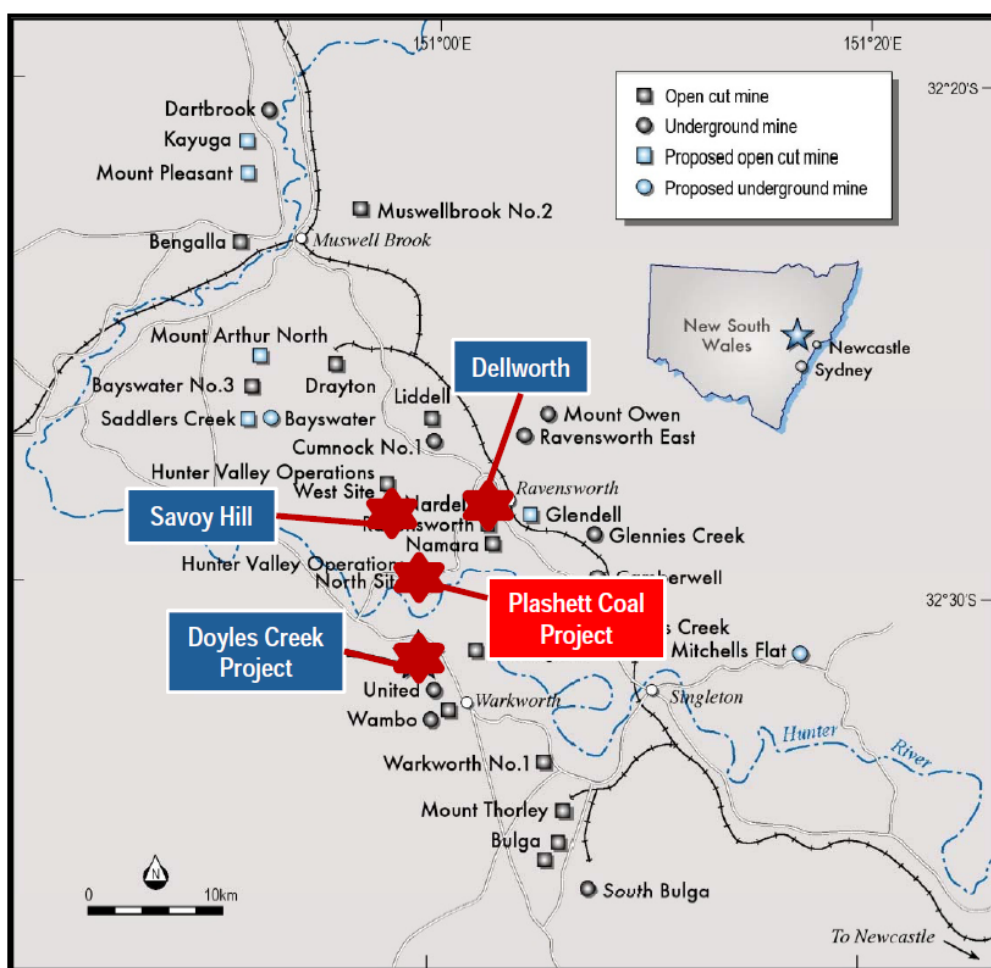 151°00'E
151°20'E
32°20'S
Open cut mine
Underground mine
Proposed open cut mine
Proposed underground mine
Dartbrook
Kayuga
Mount Pleasant
Muswellbrook No.2
Bengalla
Muswell Brook
New South
Wales
Newcastle
Sydney
Mount Arthur North
Drayton
Bayswater No.3
Dellworth
Liddell
Saddlers Creek
Bayswater
Mount Owen
Ravensworth East
Cumnock No.1
Hunter Valley Operations
West Site
Ravensworth
Glendell
Savoy Hill
Namara
Glennies Creek
Hunter Valley
North
32°30'S
Plashett Coal
Project
Doyles Creek
Project
Creek
Mitchells Flat
United
Warkworth
Singleton
Wambo
Hunter
River
Warkworth No.1
Mount Thorley
Bulga
South Bulga
N
0
10km
To Newcastle